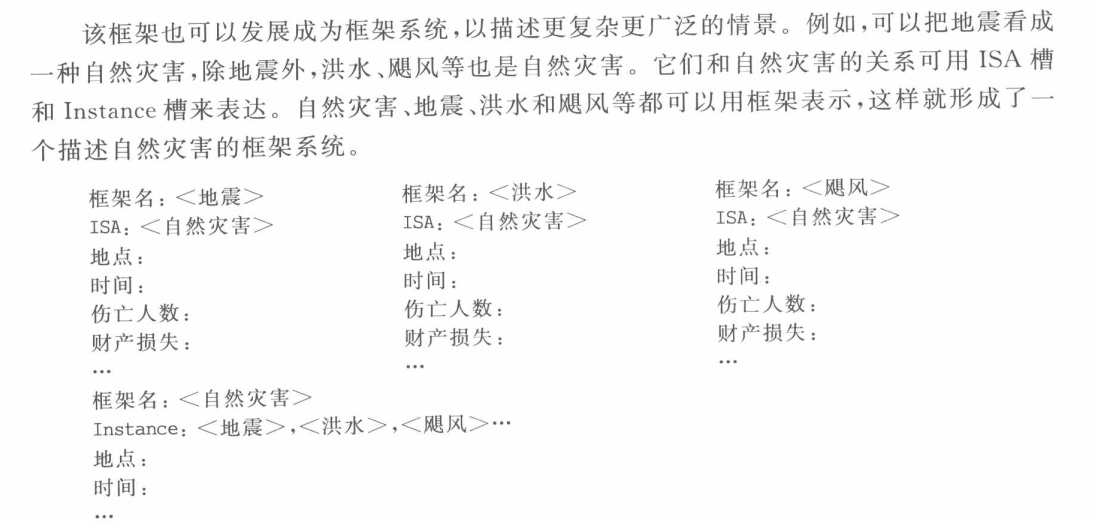 该框架也可以发展成为框架系统,以描述更复杂更广泛的情景。例如,可以把地震看成
一种自然灾害,除地震外,洪水、飓风等也是自然灾害。它们和自然灾害的关系可用 ISA 槽
和 Instance 槽来表达。自然灾害、地震、洪水和飓风等都可以用框架表示,这样就形成了一
个描述自然灾害的框架系统。
框架名:<地震>
ISA:<自然灾害>
地点:
时间:
伤亡人数:
财产损失:
…
框架名:<洪水>
ISA:<自然灾害>
地点:
时间:
伤亡人数:
财产损失:
…
框架名:<飓风>
ISA:<自然灾害>
地点:
时间:
伤亡人数:
财产损失:
…
框架名:<自然灾害>
Instance:<地震>,<洪水>,<飓风>…
地点:
时间:
…